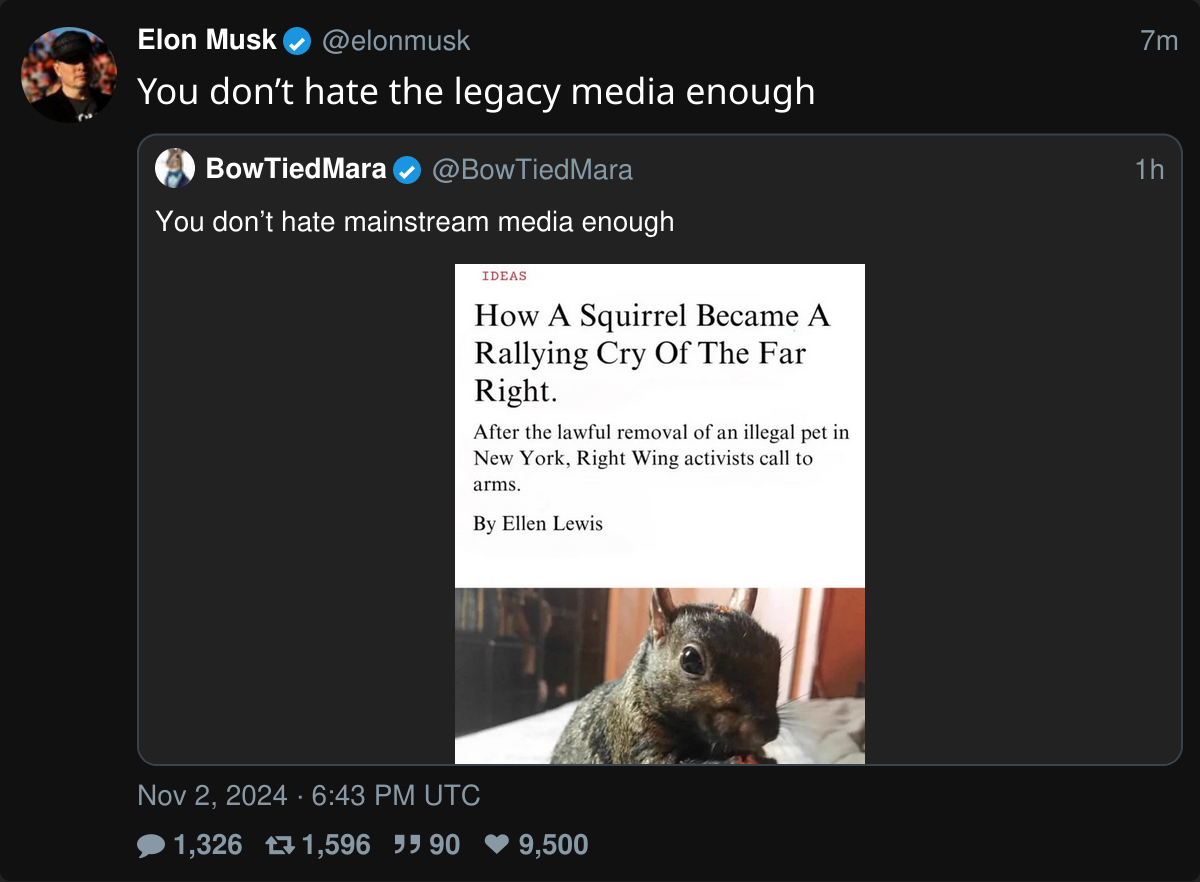 Elon Musk @elonmusk 7m
You don’t hate the legacy media enough
BowTiedMara @BowTiedMara 1h
You don’t hate mainstream media enough
IDEAS
How A Squirrel Became A
Rallying Cry Of The Far
Right.
After the lawful removal of an illegal pet in
New York, Right Wing activists call to
arms.
By Ellen Lewis
Nov 2, 2024 · 6:43 PM UTC
1,326 1,596 90 9,500